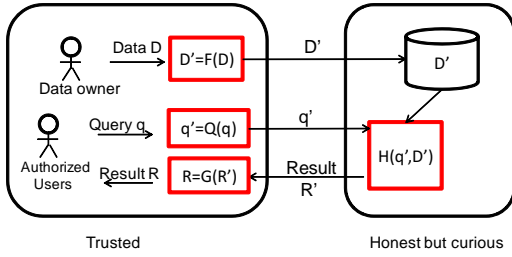 Data D
D'=F(D)
D'
D'
Data owner
Query q
q'=Q(q)
q'
H(q',D')
Authorized
Users
Result R
R=G(R')
Result
R'
Trusted
Honest but curious